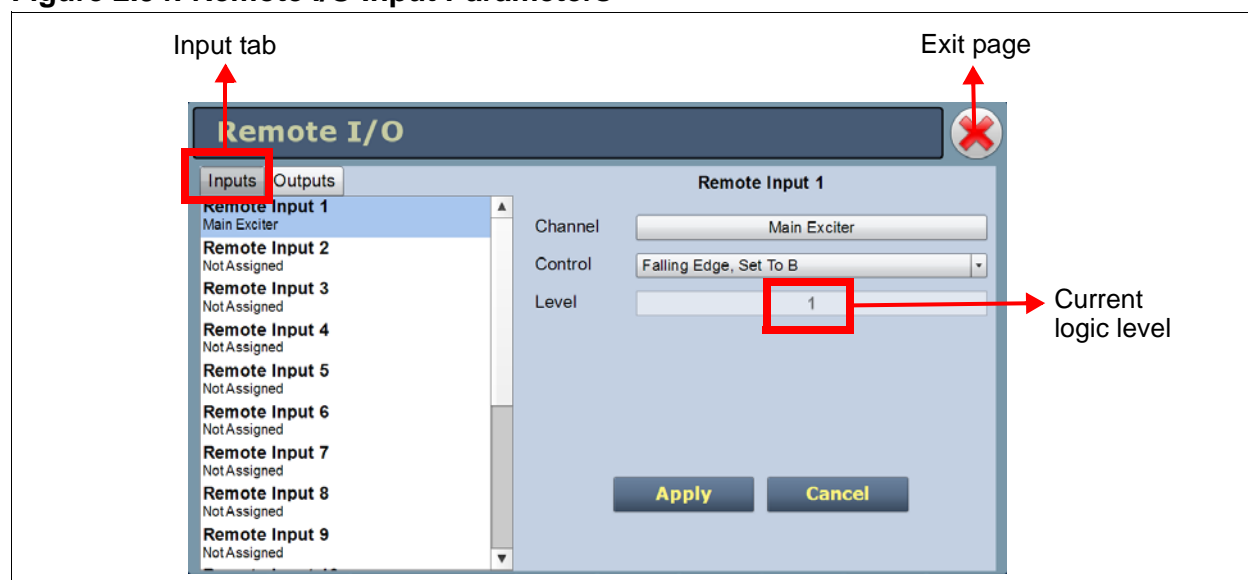 Input tab
Exit page
Remote I/O
Inputs
Outputs
Remote Input 1
Main Exciter
Remote Input 2
Not Assigned
Remote Input 3
Not Assigned
Remote Input 4
Not Assigned
Remote Input 5
Not Assigned
Remote Input 6
Not Assigned
Remote Input 7
Not Assigned
Remote Input 8
Not Assigned
Remote Input 9
Not Assigned
Remote Input 1
Channel
Main Exciter
Control
Falling Edge, Set To B
Level
1
Current
logic level
Apply
Cancel